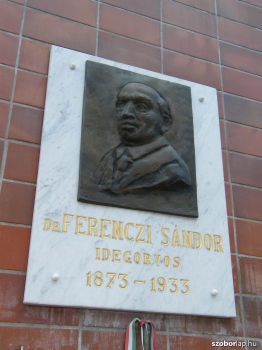 DR. FERENCZI SÁNDOR
IDEGORVOS
1873-1933
szoborlap.hu